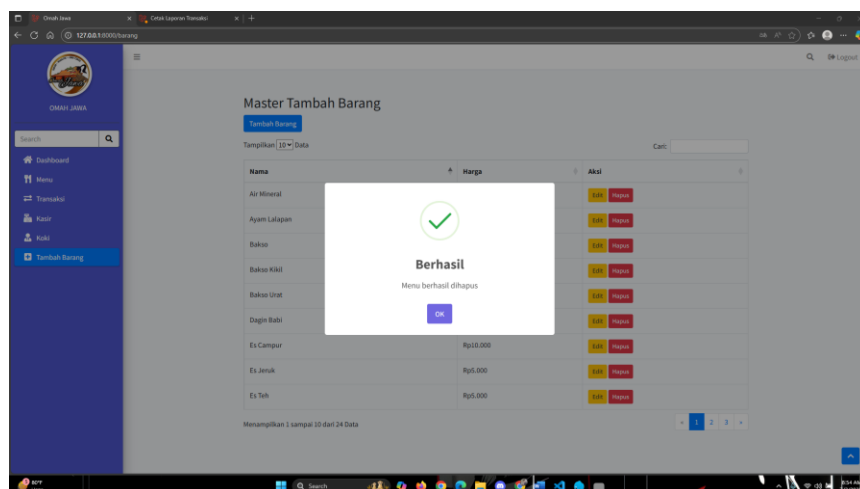 Omah Jawa
Cetak Laporan Transaksi
127.0.0.1:8000/barang
Logout
OMAH JAWA
Search
Dashboard
Menu
Transaksi
Kasir
Koki
Tambah Barang
Master Tambah Barang
Tambah Barang
Tampilkan 10 Data
Cari:
Nama Harga Aksi
Air Mineral Edit Hapus
Ayam Lalapan Edit Hapus
Bakso Edit Hapus
Bakso Kikil Edit Hapus
Bakso Urat Edit Hapus
Dagin Babi Edit Hapus
Es Campur Rp10.000 Edit Hapus
Es Jeruk Rp5.000 Edit Hapus
Es Teh Rp5.000 Edit Hapus
Berhasil
Menu berhasil dihapus
OK
Menampilkan 1 sampai 10 dari 24 Data
« 1 2 3 »
80°F
Search
8:54 AM